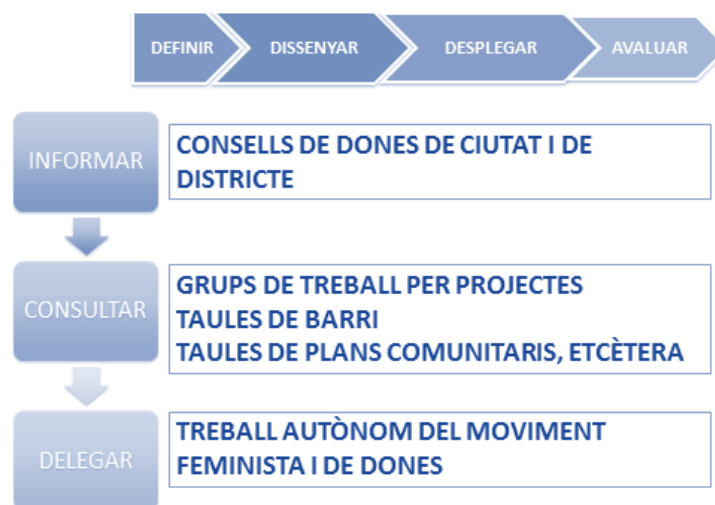 DEFINIR
DISSENYAR
DESPLEGAR
AVALUAR
INFORMAR
CONSELLS DE DONES DE CIUTAT I DE
DISTRICTE
CONSULTAR
GRUPS DE TREBALL PER PROJECTES
TAULES DE BARRI
TAULES DE PLANS COMUNITARIS, ETCÈTERA
DELEGAR
TREBALL AUTÒNOM DEL MOVIMENT
FEMINISTA I DE DONES